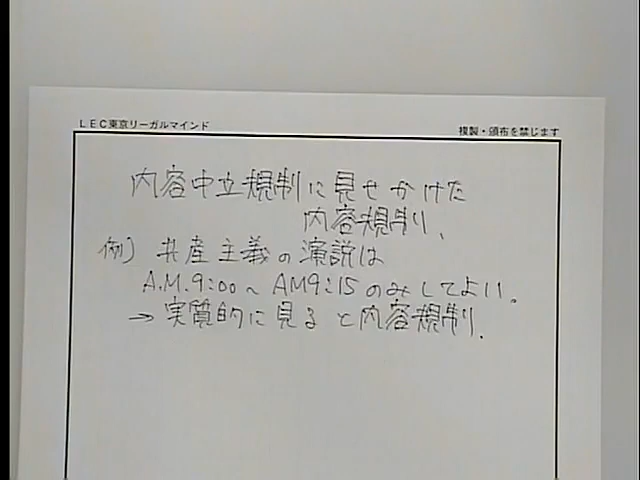 LEC東京リーガルマインド
複製・頒布を禁じます
内容中立規制に見せかけた
内容規制、
例) 共産主義の演説は
A.M.9:00～AM9:15のみしてよい。
→実質的に見ると内容規制.